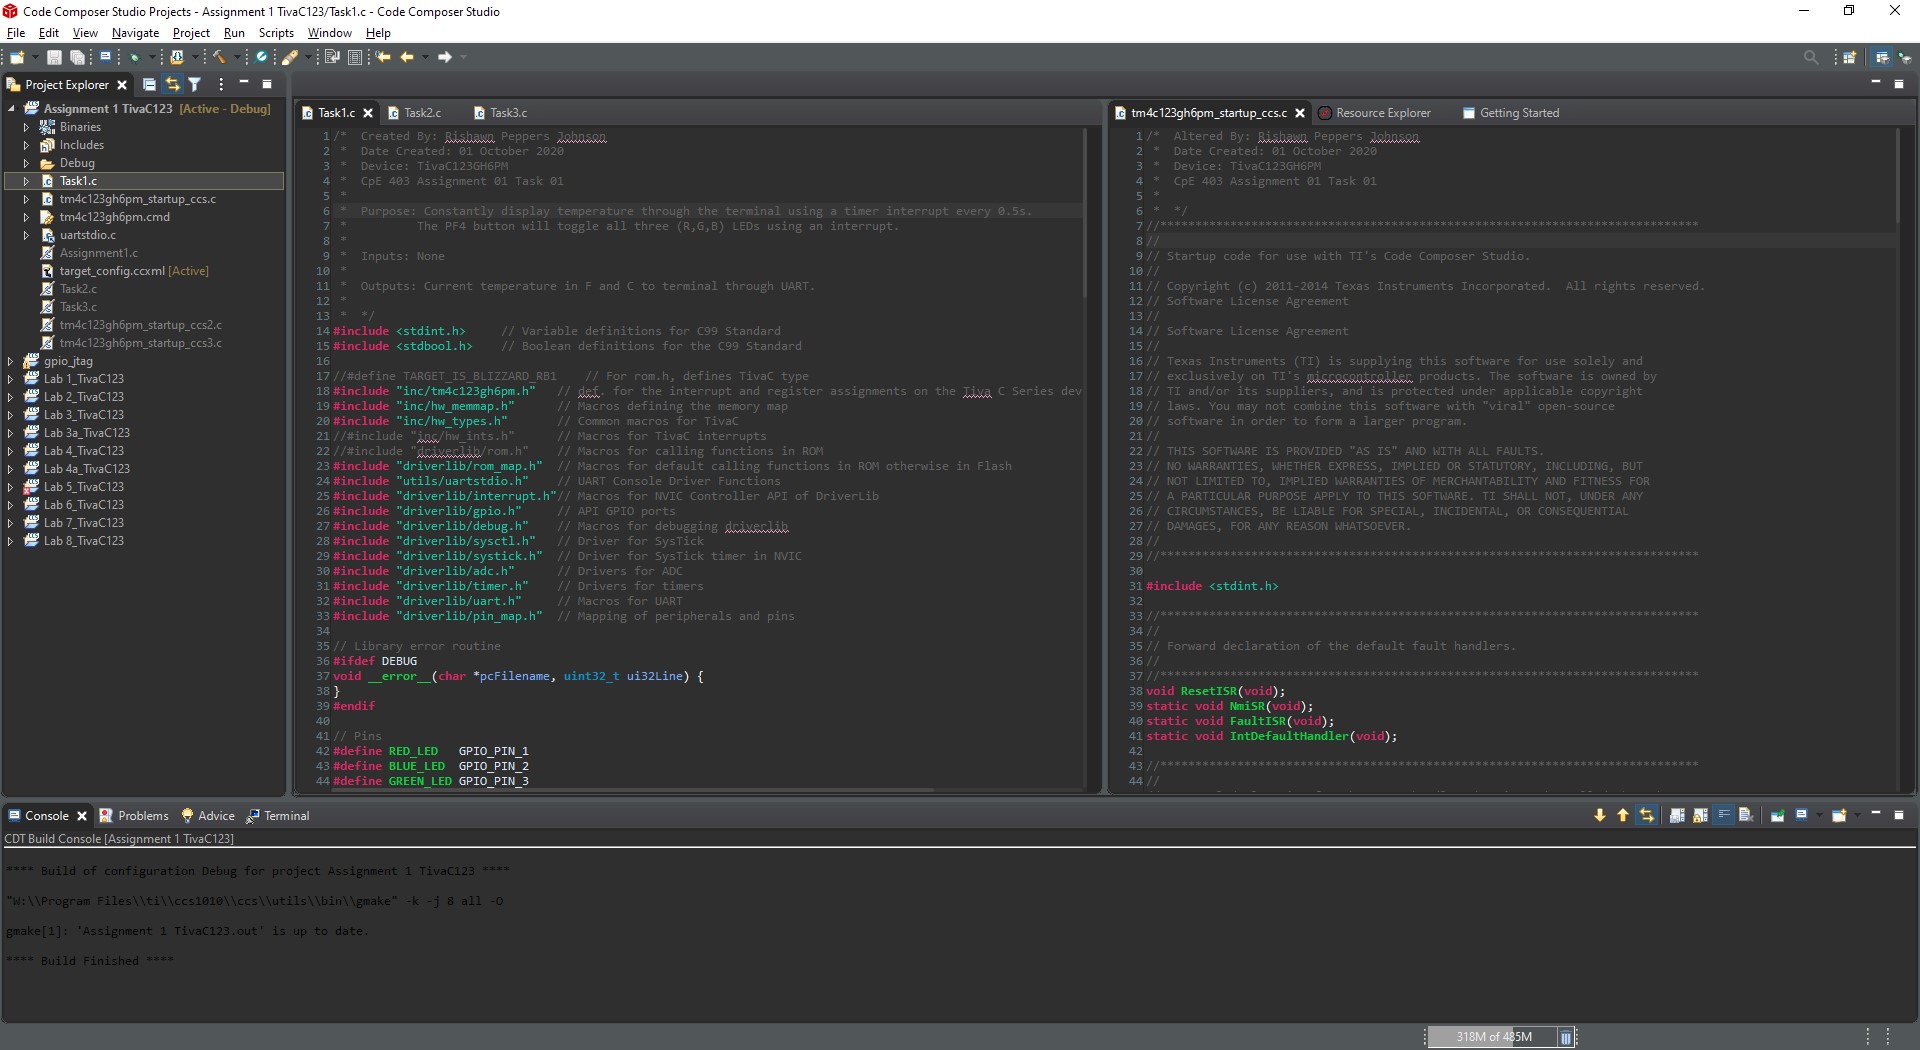 Code Composer Studio Projects - Assignment 1 TivaC123/Task1.c - Code Composer Studio
File Edit View Navigate Project Run Scripts Window Help
Project Explorer
Assignment 1 TivaC123 [Active - Debug]
Binaries
Includes
Debug
Task1.c
tm4c123gh6pm_startup_ccs.c
tm4c123gh6pm.cmd
uartstdio.c
Assignment1.c
target_config.ccxml [Active]
Task2.c
Task3.c
tm4c123gh6pm_startup_ccs2.c
tm4c123gh6pm_startup_ccs3.c
gpio_jtag
Lab 1_TivaC123
Lab 2_TivaC123
Lab 3_TivaC123
Lab 3a_TivaC123
Lab 4_TivaC123
Lab 4a_TivaC123
Lab 5_TivaC123
Lab 6_TivaC123
Lab 7_TivaC123
Lab 8_TivaC123
Task1.c Task2.c Task3.c
1 /*  Created By: Rishawn Peppers Johnson
2  *  Date Created: 01 October 2020
3  *  Device: TivaC123GH6PM
4  *  CpE 403 Assignment 01 Task 01
5  *
6  *  Purpose: Constantly display temperature through the terminal using a timer interrupt every 0.5s.
7  *          The PF4 button will toggle all three (R,G,B) LEDs using an interrupt.
8  *
9  *  Inputs: None
10  *
11  *  Outputs: Current temperature in F and C to terminal through UART.
12  *
13  *  */
14 #include <stdint.h>     // Variable definitions for C99 Standard
15 #include <stdbool.h>    // Boolean definitions for the C99 Standard
16
17 //#define TARGET_IS_BLIZZARD_RB1    // For rom.h, defines TivaC type
18 #include "inc/tm4c123gh6pm.h"   // def. for the interrupt and register assignments on the Tiva C Series dev
19 #include "inc/hw_memmap.h"      // Macros defining the memory map
20 #include "inc/hw_types.h"       // Common macros for TivaC
21 //#include "inc/hw_ints.h"      // Macros for TivaC interrupts
22 //#include "driverlib/rom.h"    // Macros for calling functions in ROM
23 #include "driverlib/rom_map.h"  // Macros for default calling functions in ROM otherwise in Flash
24 #include "utils/uartstdio.h"    // UART Console Driver Functions
25 #include "driverlib/interrupt.h"// Macros for NVIC Controller API of DriverLib
26 #include "driverlib/gpio.h"     // API GPIO ports
27 #include "driverlib/debug.h"    // Macros for debugging driverlib
28 #include "driverlib/sysctl.h"   // Driver for SysTick
29 #include "driverlib/systick.h"  // Driver for SysTick timer in NVIC
30 #include "driverlib/adc.h"      // Drivers for ADC
31 #include "driverlib/timer.h"    // Drivers for timers
32 #include "driverlib/uart.h"     // Macros for UART
33 #include "driverlib/pin_map.h"  // Mapping of peripherals and pins
34
35 // Library error routine
36 #ifdef DEBUG
37 void __error__(char *pcFilename, uint32_t ui32Line) {
38 }
39 #endif
40
41 // Pins
42 #define RED_LED   GPIO_PIN_1
43 #define BLUE_LED  GPIO_PIN_2
44 #define GREEN_LED GPIO_PIN_3
tm4c123gh6pm_startup_ccs.c Resource Explorer Getting Started
1 /*  Altered By: Rishawn Peppers Johnson
2  *  Date Created: 01 October 2020
3  *  Device: TivaC123GH6PM
4  *  CpE 403 Assignment 01 Task 01
5  *
6  *  */
7 //*****************************************************************************
8 //
9 // Startup code for use with TI's Code Composer Studio.
10 //
11 // Copyright (c) 2011-2014 Texas Instruments Incorporated.  All rights reserved.
12 // Software License Agreement
13 //
14 // Software License Agreement
15 //
16 // Texas Instruments (TI) is supplying this software for use solely and
17 // exclusively on TI's microcontroller products. The software is owned by
18 // TI and/or its suppliers, and is protected under applicable copyright
19 // laws. You may not combine this software with "viral" open-source
20 // software in order to form a larger program.
21 //
22 // THIS SOFTWARE IS PROVIDED "AS IS" AND WITH ALL FAULTS.
23 // NO WARRANTIES, WHETHER EXPRESS, IMPLIED OR STATUTORY, INCLUDING, BUT
24 // NOT LIMITED TO, IMPLIED WARRANTIES OF MERCHANTABILITY AND FITNESS FOR
25 // A PARTICULAR PURPOSE APPLY TO THIS SOFTWARE. TI SHALL NOT, UNDER ANY
26 // CIRCUMSTANCES, BE LIABLE FOR SPECIAL, INCIDENTAL, OR CONSEQUENTIAL
27 // DAMAGES, FOR ANY REASON WHATSOEVER.
28 //
29 //*****************************************************************************
30
31 #include <stdint.h>
32
33 //*****************************************************************************
34 //
35 // Forward declaration of the default fault handlers.
36 //
37 //*****************************************************************************
38 void ResetISR(void);
39 static void NmiSR(void);
40 static void FaultISR(void);
41 static void IntDefaultHandler(void);
42
43 //*****************************************************************************
44 //
Console Problems Advice Terminal
CDT Build Console [Assignment 1 TivaC123]
**** Build of configuration Debug for project Assignment 1 TivaC123 ****
"W:\\Program Files\\ti\\ccs1010\\ccs\\utils\\bin\\gmake" -k -j 8 all -O
gmake[1]: 'Assignment 1 TivaC123.out' is up to date.
**** Build Finished ****
318M of 485M